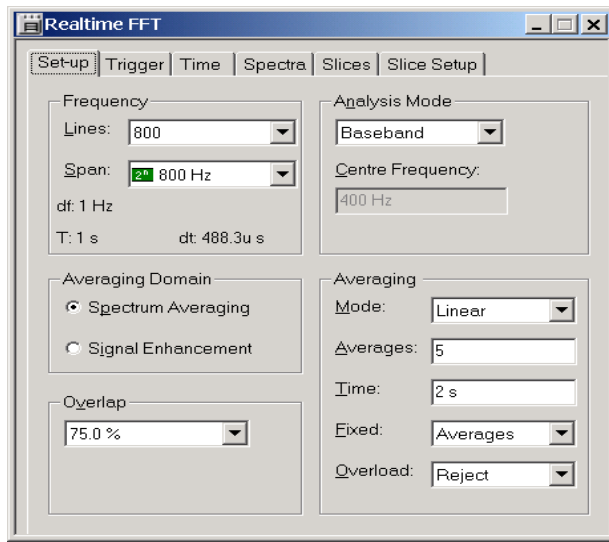 Realtime FFT
Set-up Trigger Time Spectra Slices Slice Setup
Frequency
Lines: 800
Span: 2ⁿ 800 Hz
df: 1 Hz
T: 1 s dt: 488.3u s
Analysis Mode
Baseband
Centre Frequency:
400 Hz
Averaging Domain
Spectrum Averaging
Signal Enhancement
Overlap
75.0 %
Averaging
Mode: Linear
Averages: 5
Time: 2 s
Fixed: Averages
Overload: Reject